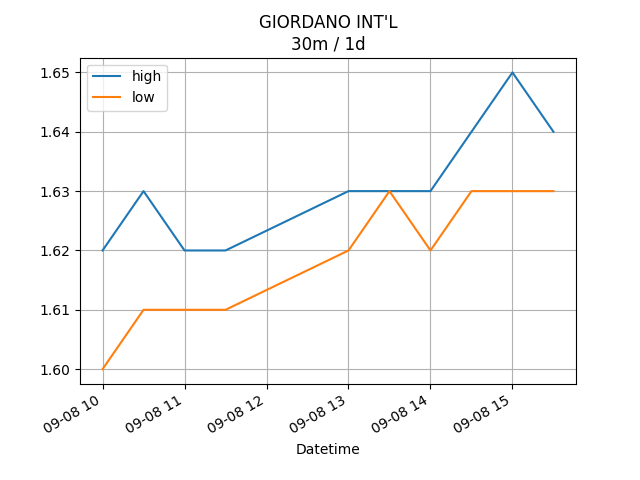 GIORDANO INT'L
30m / 1d
high
low
1.65
1.64
1.63
1.62
1.61
1.60
09-08 10
09-08 11
09-08 12
09-08 13
09-08 14
09-08 15
Datetime